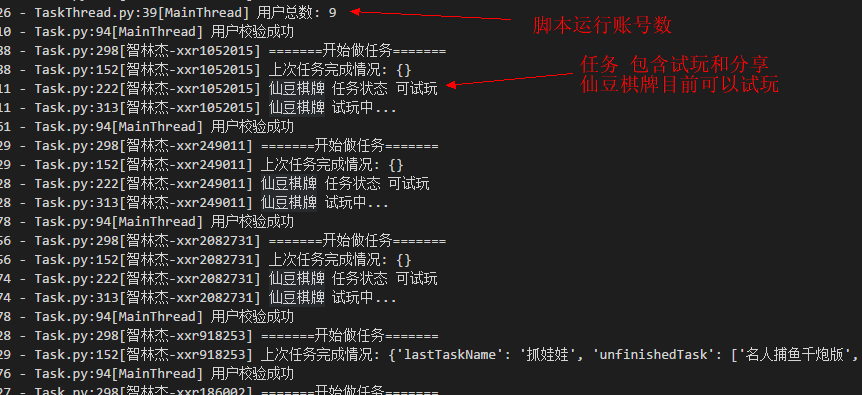 26 - TaskThread.py:39[MainThread] 用户总数: 9
脚本运行账号数
10 - Task.py:94[MainThread] 用户校验成功
38 - Task.py:298[智林杰-xxr1052015] =======开始做任务=======
38 - Task.py:152[智林杰-xxr1052015] 上次任务完成情况: {}
任务 包含试玩和分享
仙豆棋牌目前可以试玩
11 - Task.py:222[智林杰-xxr1052015] 仙豆棋牌 任务状态 可试玩
11 - Task.py:313[智林杰-xxr1052015] 仙豆棋牌 试玩中...
61 - Task.py:94[MainThread] 用户校验成功
29 - Task.py:298[智林杰-xxr249011] =======开始做任务=======
29 - Task.py:152[智林杰-xxr249011] 上次任务完成情况: {}
28 - Task.py:222[智林杰-xxr249011] 仙豆棋牌 任务状态 可试玩
28 - Task.py:313[智林杰-xxr249011] 仙豆棋牌 试玩中...
78 - Task.py:94[MainThread] 用户校验成功
56 - Task.py:298[智林杰-xxr2082731] =======开始做任务=======
56 - Task.py:152[智林杰-xxr2082731] 上次任务完成情况: {}
74 - Task.py:222[智林杰-xxr2082731] 仙豆棋牌 任务状态 可试玩
74 - Task.py:313[智林杰-xxr2082731] 仙豆棋牌 试玩中...
78 - Task.py:94[MainThread] 用户校验成功
28 - Task.py:298[智林杰-xxr918253] =======开始做任务=======
29 - Task.py:152[智林杰-xxr918253] 上次任务完成情况: {'lastTaskName': '抓娃娃', 'unfinishedTask': ['名人捕鱼千炮版',
76 - Task.py:94[MainThread] 用户校验成功
27 - Task.py:298[智林杰-xxr186002] =======开始做任务=======